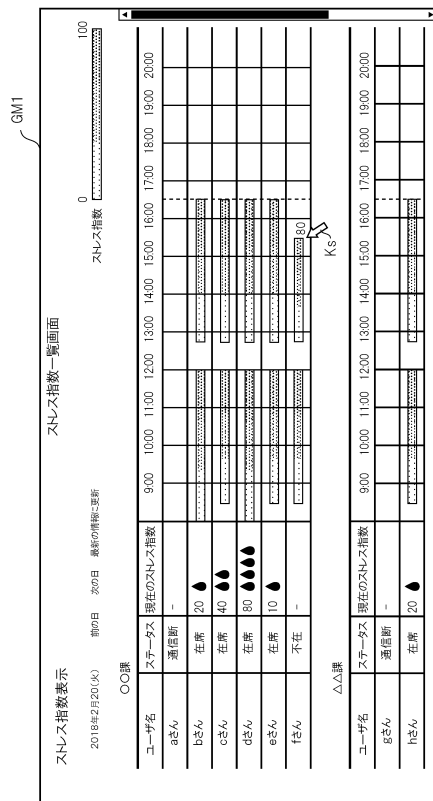 GM1
ストレス指数表示
ストレス指数一覧画面
2018年2月20(火) 前の日 次の日 最新の情報に更新
ストレス指数 0 100
〇〇課
ユーザ名 ステータス 現在のストレス指数 9:00 10:00 11:00 12:00 13:00 14:00 15:00 16:00 17:00 18:00 19:00 2000
aさん 通信断 -
bさん 在席 20
cさん 在席 40
dさん 在席 80
eさん 在席 10
fさん 不在 - 80
Ks
△△課
ユーザ名 ステータス 現在のストレス指数 9:00 10:00 11:00 12:00 13:00 14:00 15:00 16:00 17:00 18:00 19:00 2000
gさん 通信断 -
hさん 在席 20